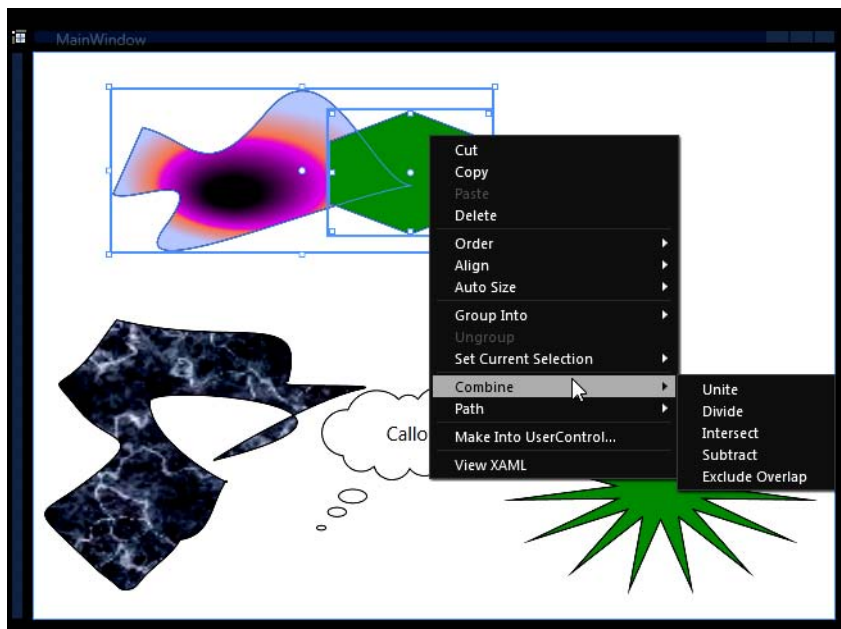 MainWindow
Cut
Copy
Paste
Delete
Order
Align
Auto Size
Group Into
Ungroup
Set Current Selection
Combine
Path
Make Into UserControl...
View XAML
Unite
Divide
Intersect
Subtract
Exclude Overlap
Callo